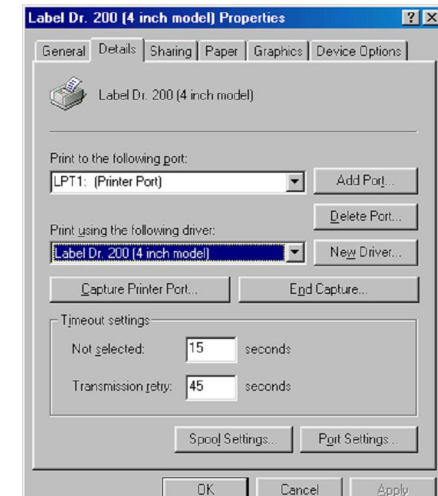 Label Dr. 200 (4 inch model) Properties
General Details Sharing Paper Graphics Device Options
Label Dr. 200 (4 inch model)
Print to the following port:
LPT1: (Printer Port)
Add Port...
Delete Port...
Print using the following driver:
Label Dr. 200 (4 inch model)
New Driver...
Capture Printer Port...
End Capture...
Timeout settings
Not selected: 15 seconds
Transmission retry: 45 seconds
Spool Settings...
Port Settings...
OK Cancel Apply